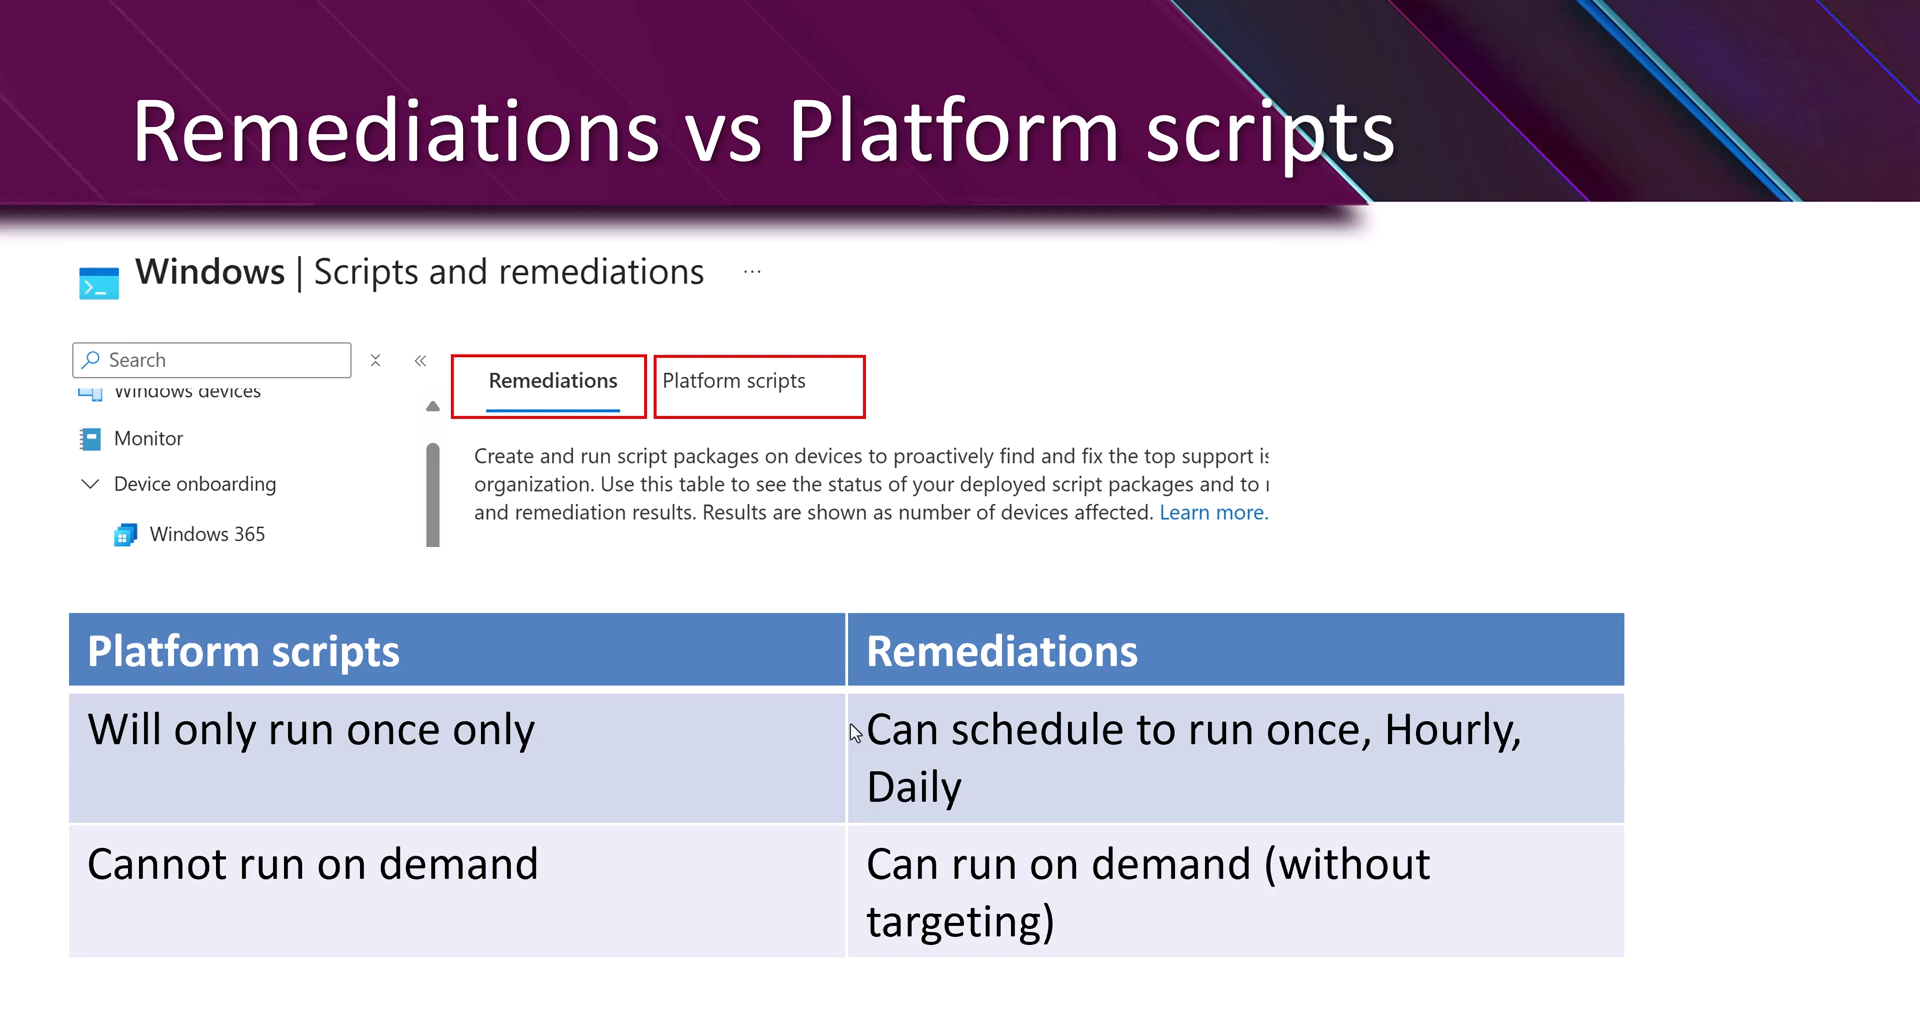 Remediations vs Platform scripts
Windows | Scripts and remediations ...
Search
Windows devices
Monitor
Device onboarding
Windows 365
Remediations Platform scripts
Create and run script packages on devices to proactively find and fix the top support is
organization. Use this table to see the status of your deployed script packages and to r
and remediation results. Results are shown as number of devices affected. Learn more.
Platform scripts Remediations
Will only run once only
Can schedule to run once, Hourly,
Daily
Cannot run on demand
Can run on demand (without
targeting)